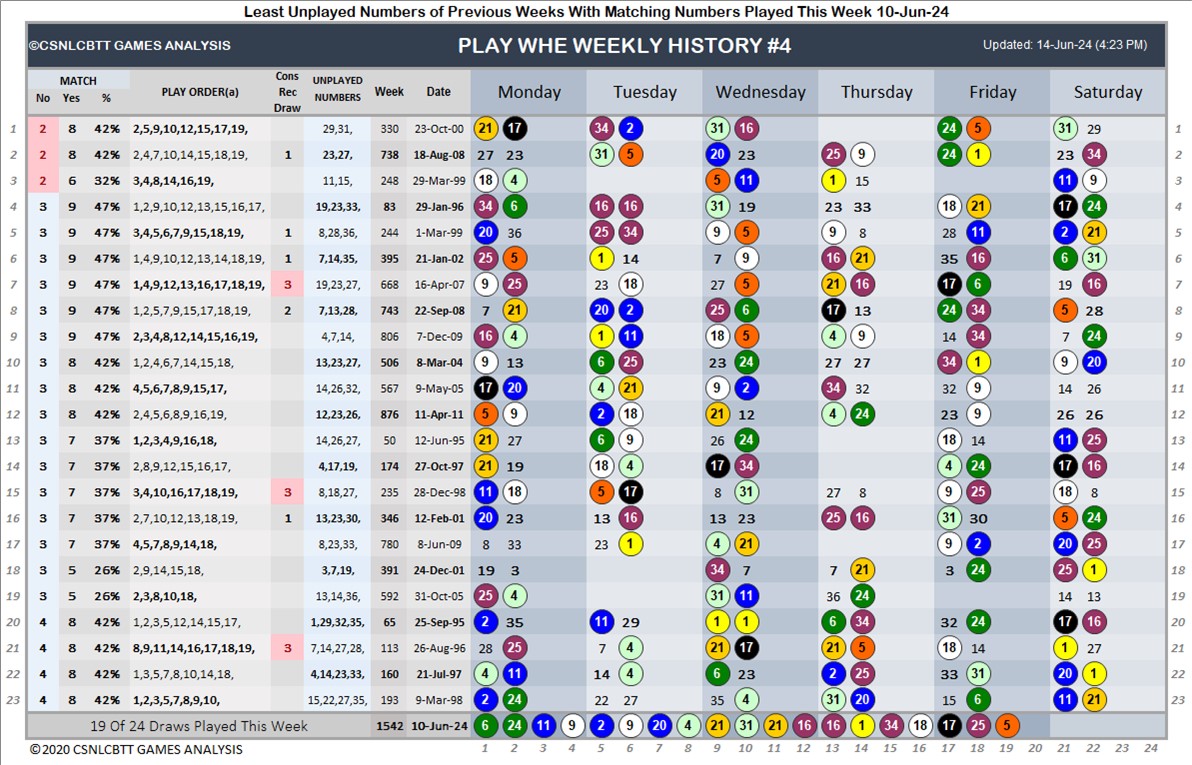 Least Unplayed Numbers of Previous Weeks With Matching Numbers Played This Week 10-Jun-24
©CSNLCBTT GAMES ANALYSIS PLAY WHE WEEKLY HISTORY #4 Updated: 14-Jun-24 (4:23 PM)
MATCH PLAY ORDER(a) Cons Rec Draw UNPLAYED NUMBERS Week Date Monday Tuesday Wednesday Thursday Friday Saturday
No Yes %
1 2 8 42% 2,5,9,10,12,15,17,19, 29,31, 330 23-Oct-00 21 17 34 2 31 16 24 5 31 29 1
2 2 8 42% 2,4,7,10,14,15,18,19, 1 23,27, 738 18-Aug-08 27 23 31 5 20 23 25 9 24 1 23 34 2
3 2 6 32% 3,4,8,14,16,19, 11,15, 248 29-Mar-99 18 4 5 11 1 15 11 9 3
4 3 9 47% 1,2,9,10,12,13,15,16,17, 19,23,33, 83 29-Jan-96 34 6 16 16 31 19 23 33 18 21 17 24 4
5 3 9 47% 3,4,5,6,7,9,15,18,19, 1 8,28,36, 244 1-Mar-99 20 36 25 34 9 5 9 8 28 11 2 21 5
6 3 9 47% 1,4,9,10,12,13,14,18,19, 1 7,14,35, 395 21-Jan-02 25 5 1 14 7 9 16 21 35 16 6 31 6
7 3 9 47% 1,4,9,12,13,16,17,18,19, 3 19,23,27, 668 16-Apr-07 9 25 23 18 27 5 21 16 17 6 19 16 7
8 3 9 47% 1,2,5,7,9,15,17,18,19, 2 7,13,28, 743 22-Sep-08 7 21 20 2 25 6 17 13 24 34 5 28 8
9 3 9 47% 2,3,4,8,12,14,15,16,19, 4,7,14, 806 7-Dec-09 16 4 1 11 18 5 4 9 14 34 7 24 9
10 3 8 42% 1,2,4,6,7,14,15,18, 13,23,27, 506 8-Mar-04 9 13 6 25 23 24 27 27 34 1 9 20 10
11 3 8 42% 4,5,6,7,8,9,15,17, 14,26,32, 567 9-May-05 17 20 4 21 9 2 34 32 32 9 14 26 11
12 3 8 42% 2,4,5,6,8,9,16,19, 12,23,26, 876 11-Apr-11 5 9 2 18 21 12 4 24 23 9 26 26 12
13 3 7 37% 1,2,3,4,9,16,18, 14,26,27, 50 12-Jun-95 21 27 6 9 26 24 18 14 11 25 13
14 3 7 37% 2,8,9,12,15,16,17, 4,17,19, 174 27-Oct-97 21 19 18 4 17 34 4 24 17 16 14
15 3 7 37% 3,4,10,16,17,18,19, 3 8,18,27, 235 28-Dec-98 11 18 5 17 8 31 27 8 9 25 18 8 15
16 3 7 37% 2,7,10,12,13,18,19, 1 13,23,30, 346 12-Feb-01 20 23 13 16 13 23 25 16 31 30 5 24 16
17 3 7 37% 4,5,7,8,9,14,18, 8,23,33, 780 8-Jun-09 8 33 23 1 4 21 9 2 20 25 17
18 3 5 26% 2,9,14,15,18, 3,7,19, 391 24-Dec-01 19 3 34 7 7 21 3 24 25 1 18
19 3 5 26% 2,3,8,10,18, 13,14,36, 592 31-Oct-05 25 4 31 11 36 24 14 13 19
20 4 8 42% 1,2,3,5,12,14,15,17, 1,29,32,35, 65 25-Sep-95 2 35 11 29 1 1 6 34 32 24 17 16 20
21 4 8 42% 8,9,11,14,16,17,18,19, 3 7,14,27,28, 113 26-Aug-96 28 25 7 4 21 17 21 5 18 14 1 27 21
22 4 8 42% 1,3,5,7,8,10,14,18, 4,14,23,33, 160 21-Jul-97 4 11 14 4 6 23 2 25 33 31 20 1 22
23 4 8 42% 1,2,3,5,7,8,9,10, 15,22,27,35, 193 9-Mar-98 2 24 22 27 35 4 31 20 15 6 11 21 23
19 Of 24 Draws Played This Week 1542 10-Jun-24 6 24 11 9 2 9 20 4 21 31 21 16 16 1 34 18 17 25 5
©2020 CSNLCBTT GAMES ANALYSIS 1 2 3 4 5 6 7 8 9 10 11 12 13 14 15 16 17 18 19 20 21 22 23 24